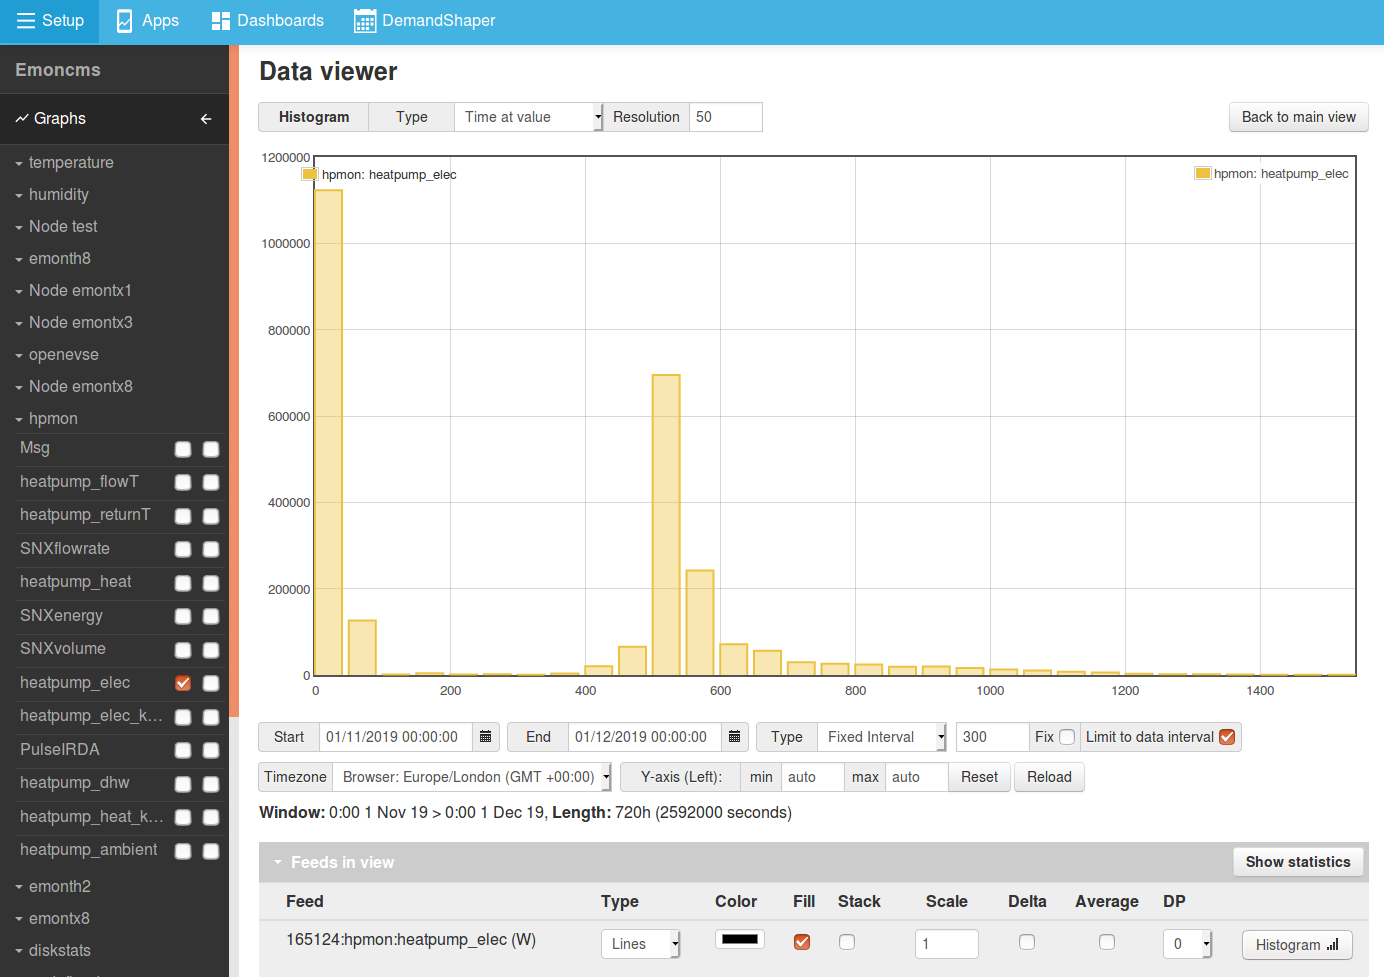 Setup Apps Dashboards DemandShaper
Emoncms
Graphs
temperature
humidity
Node test
emonth8
Node emontx1
Node emontx3
openevse
Node emontx8
hpmon
Msg
heatpump_flowT
heatpump_returnT
SNXflowrate
heatpump_heat
SNXenergy
SNXvolume
heatpump_elec
heatpump_elec_k...
PulseIRDA
heatpump_dhw
heatpump_heat_k...
heatpump_ambient
emonth2
emontx8
diskstats
Data viewer
Histogram Type Time at value Resolution 50 Back to main view
1200000
hpmon: heatpump_elec hpmon: heatpump_elec
1000000
800000
600000
400000
200000
0
0 200 400 600 800 1000 1200 1400
Start 01/11/2019 00:00:00 End 01/12/2019 00:00:00 Type Fixed Interval 300 Fix Limit to data interval
Timezone Browser: Europe/London (GMT +00:00) Y-axis (Left): min auto max auto Reset Reload
Window: 0:00 1 Nov 19 > 0:00 1 Dec 19, Length: 720h (2592000 seconds)
Feeds in view Show statistics
Feed Type Color Fill Stack Scale Delta Average DP
165124:hpmon:heatpump_elec (W) Lines 1 0 Histogram